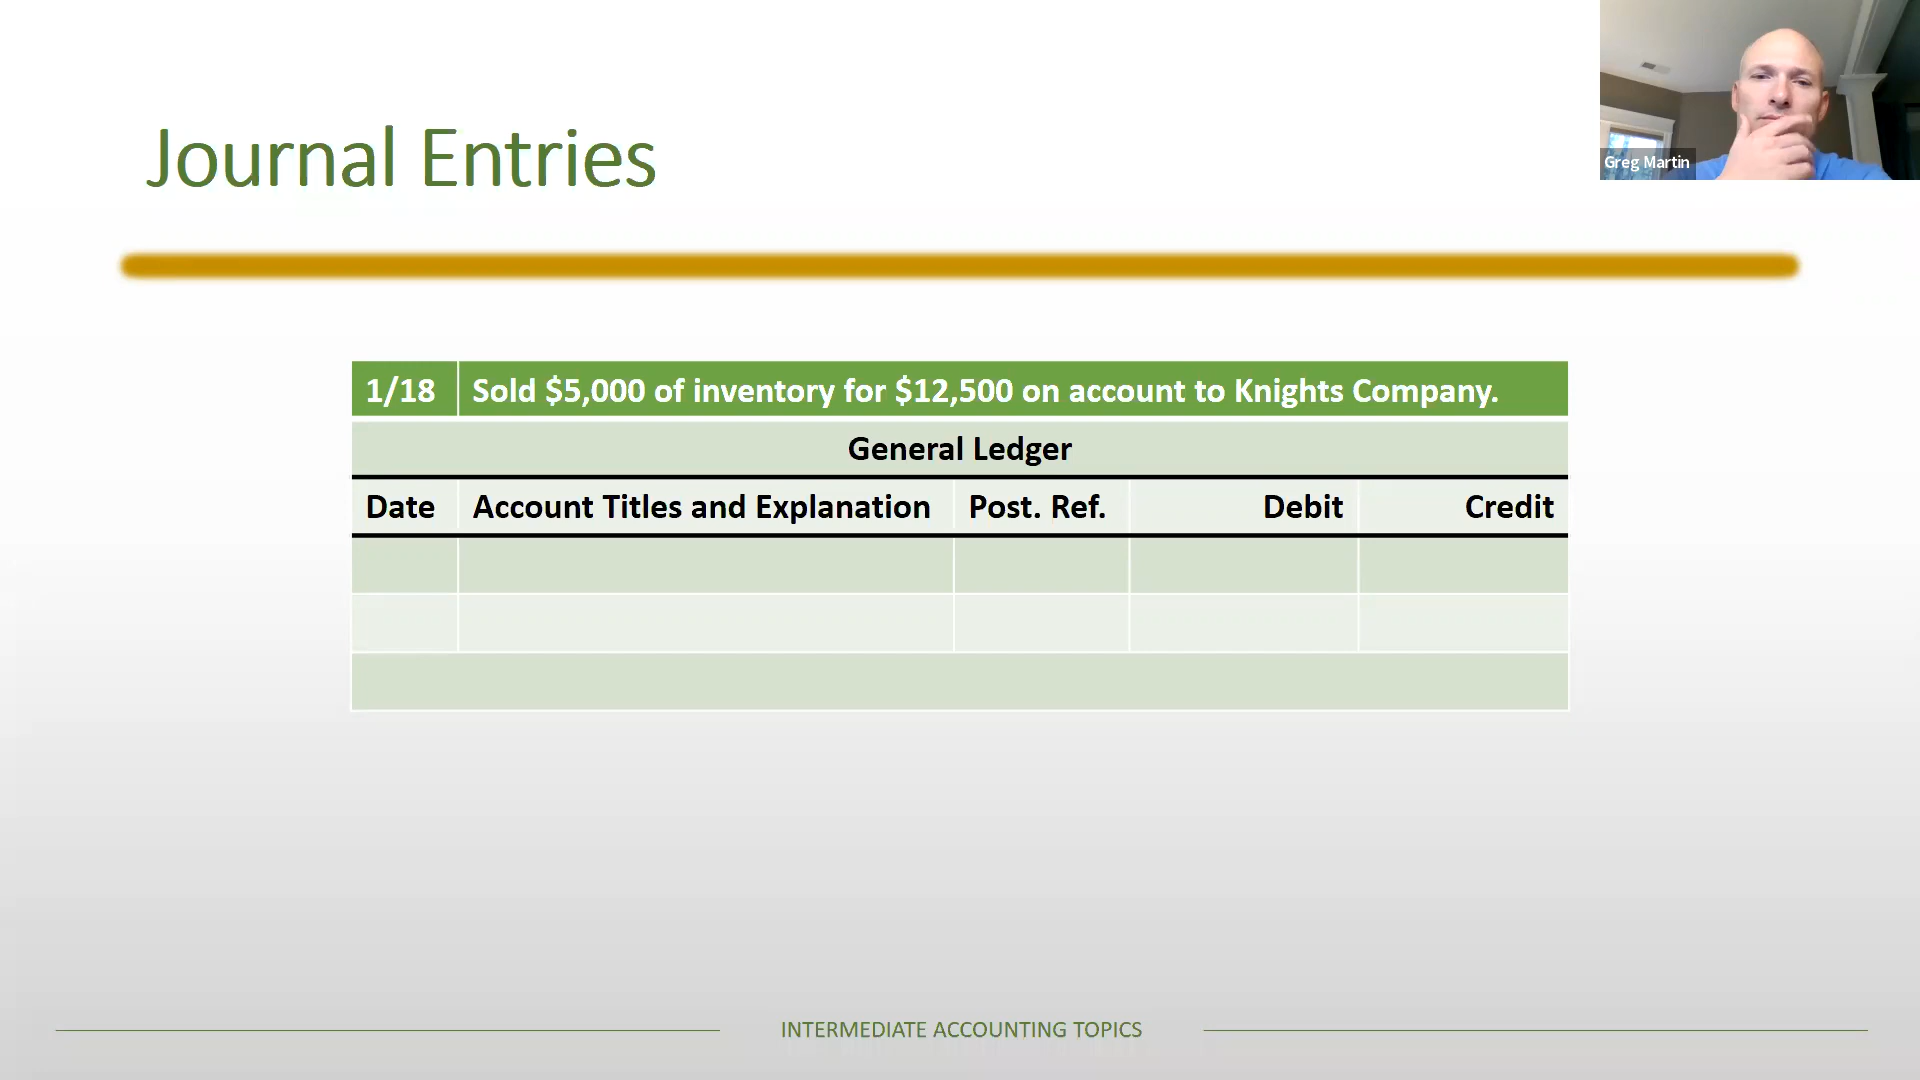 Journal Entries
Greg Martin
1/18 Sold $5,000 of inventory for $12,500 on account to Knights Company.
General Ledger
Date Account Titles and Explanation Post. Ref. Debit Credit
INTERMEDIATE ACCOUNTING TOPICS